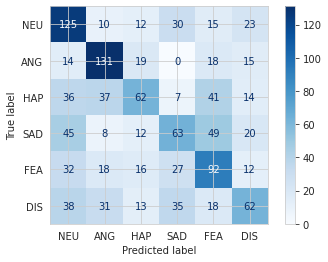 True label
NEU 125 10 12 30 15 23
ANG 14 131 19 0 18 15
HAP 36 37 62 7 41 14
SAD 45 8 12 63 49 20
FEA 32 18 16 27 92 12
DIS 38 31 13 35 18 62
NEU ANG HAP SAD FEA DIS
Predicted label
120
100
80
60
40
20
0